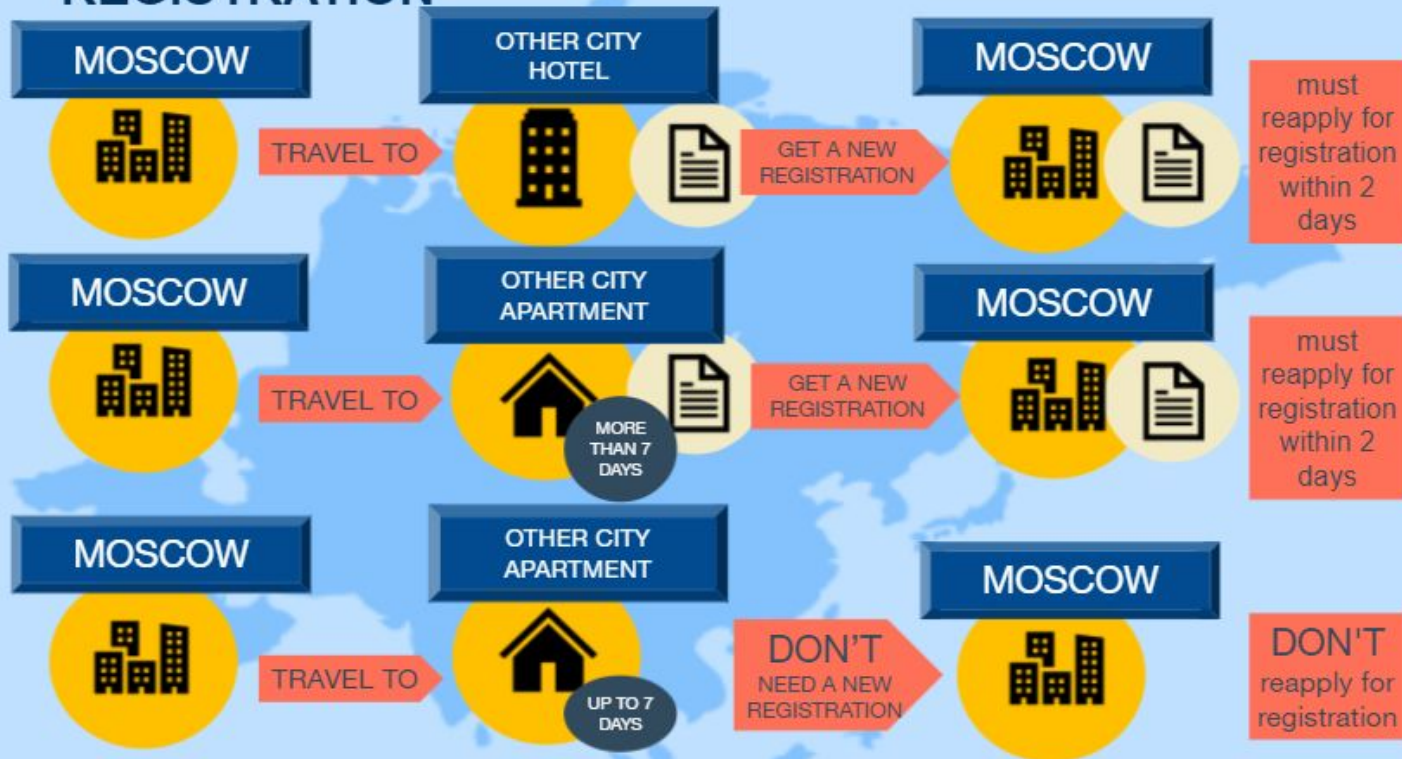 REGISTRATION
MOSCOW
TRAVEL TO
OTHER CITY
HOTEL
GET A NEW
REGISTRATION
MOSCOW
must
reapply for
registration
within 2
days
MOSCOW
TRAVEL TO
OTHER CITY
APARTMENT
MORE
THAN 7
DAYS
GET A NEW
REGISTRATION
MOSCOW
must
reapply for
registration
within 2
days
MOSCOW
TRAVEL TO
OTHER CITY
APARTMENT
UP TO 7
DAYS
DON'T
NEED A NEW
REGISTRATION
MOSCOW
DON'T
reapply for
registration